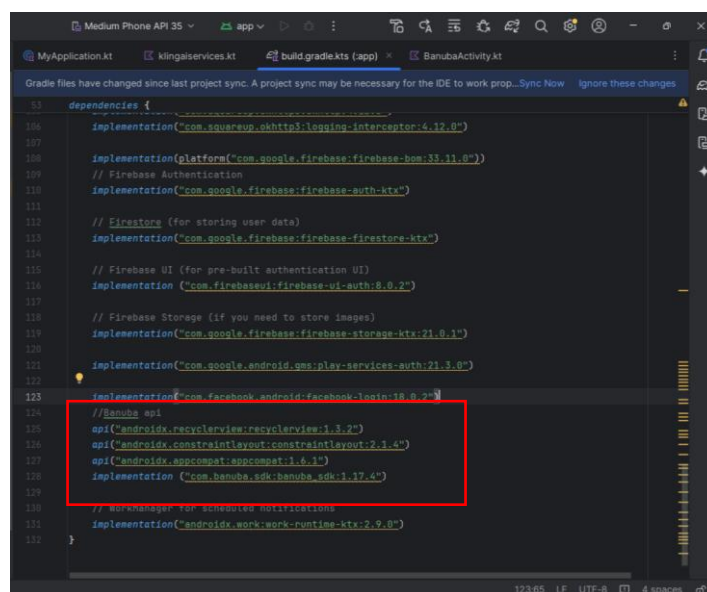 Medium Phone API 35
app
MyApplication.kt
klingaiservices.kt
build.gradle.kts (:app)
BanubaActivity.kt
Gradle files have changed since last project sync. A project sync may be necessary for the IDE to work prop...Sync Now Ignore these changes
53 dependencies {
106 implementation("com.squareup.okhttp3:logging-interceptor:4.12.0")
107
108 implementation(platform("com.google.firebase:firebase-bom:33.11.0"))
109 // Firebase Authentication
110 implementation("com.google.firebase:firebase-auth-ktx")
111
112 // Firestore (for storing user data)
113 implementation("com.google.firebase:firebase-firestore-ktx")
114
115 // Firebase UI (for pre-built authentication UI)
116 implementation ("com.firebaseui:firebase-ui-auth:8.0.2")
117
118 // Firebase Storage (if you need to store images)
119 implementation("com.google.firebase:firebase-storage-ktx:21.0.1")
120
121 implementation("com.google.android.gms:play-services-auth:21.3.0")
122
123 implementation("com.facebook.android:facebook-login:18.0.2")
124 //Banuba api
125 api("androidx.recyclerview:recyclerview:1.3.2")
126 api("androidx.constraintlayout:constraintlayout:2.1.4")
127 api("androidx.appcompat:appcompat:1.6.1")
128 implementation ("com.banuba.sdk:banuba_sdk:1.17.4")
129
130 // WorkManager for scheduled notifications
131 implementation("androidx.work:work-runtime-ktx:2.9.0")
132 }
123:65 LF UTF-8 4 spaces